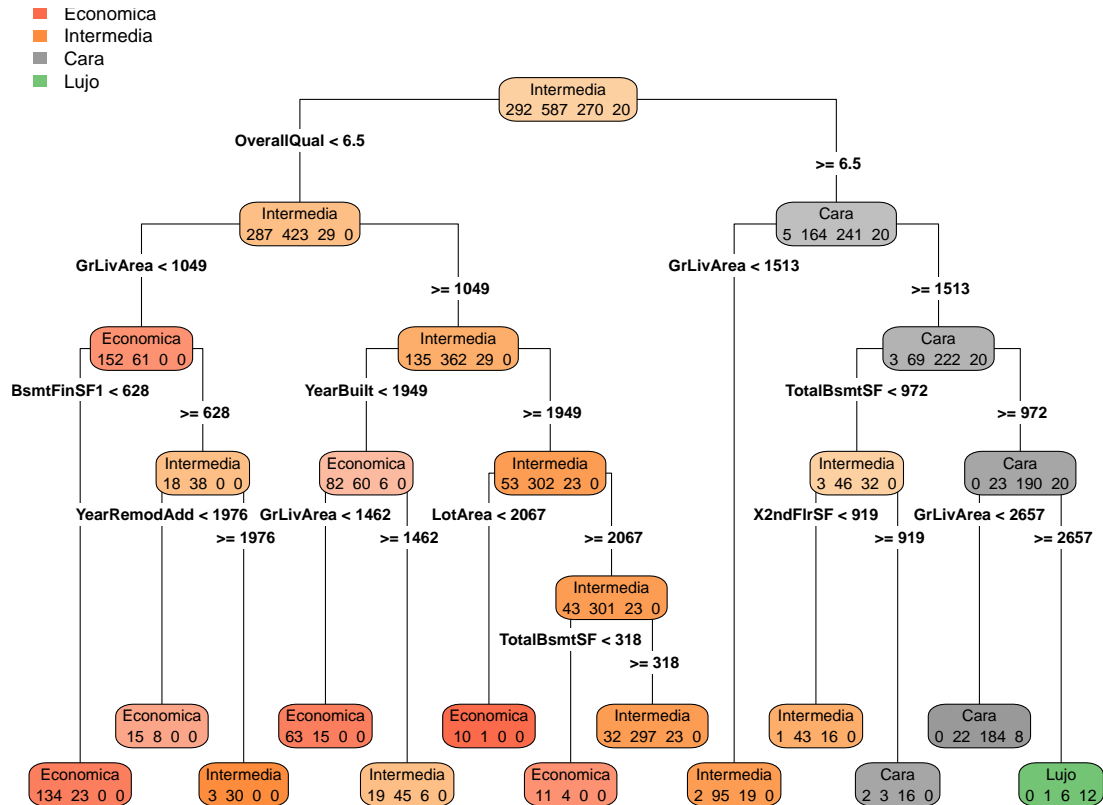 Economica
Intermedia
Cara
Lujo
Intermedia
292 587 270 20
OverallQual < 6.5
>= 6.5
Intermedia
287 423 29 0
Cara
5 164 241 20
GrLivArea < 1049
>= 1049
GrLivArea < 1513
>= 1513
Economica
152 61 0 0
Intermedia
135 362 29 0
Cara
3 69 222 20
BsmtFinSF1 < 628
>= 628
YearBuilt < 1949
>= 1949
TotalBsmtSF < 972
>= 972
Intermedia
18 38 0 0
Economica
82 60 6 0
Intermedia
53 302 23 0
Intermedia
3 46 32 0
Cara
0 23 190 20
YearRemodAdd < 1976
>= 1976
GrLivArea < 1462
>= 1462
LotArea < 2067
>= 2067
X2ndFlrSF < 919
>= 919
GrLivArea < 2657
>= 2657
Intermedia
43 301 23 0
TotalBsmtSF < 318
>= 318
Economica
15 8 0 0
Economica
63 15 0 0
Economica
10 1 0 0
Intermedia
32 297 23 0
Intermedia
1 43 16 0
Cara
0 22 184 8
Economica
134 23 0 0
Intermedia
3 30 0 0
Intermedia
19 45 6 0
Economica
11 4 0 0
Intermedia
2 95 19 0
Cara
2 3 16 0
Lujo
0 1 6 12